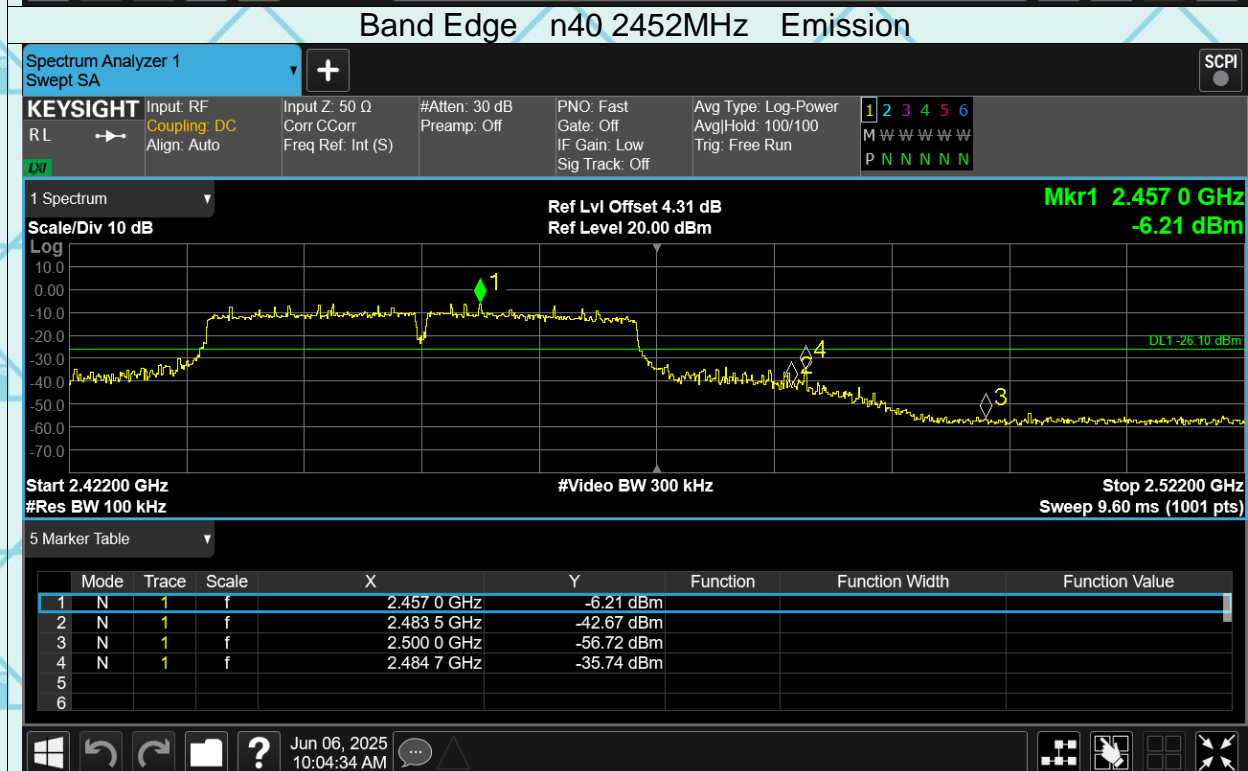 Band Edge n40 2452MHz Emission
Spectrum Analyzer 1
Swept SA
+
SCPI
KEYSIGHT
R L
LXI
Input: RF
Coupling: DC
Align: Auto
Input Z: 50 Ω
Corr CCorr
Freq Ref: Int (S)
#Atten: 30 dB
Preamp: Off
PNO: Fast
Gate: Off
IF Gain: Low
Sig Track: Off
Avg Type: Log-Power
Avg|Hold: 100/100
Trig: Free Run
1 2 3 4 5 6
M W W W W W
P N N N N N
1 Spectrum
Scale/Div 10 dB
Ref Lvl Offset 4.31 dB
Ref Level 20.00 dBm
Mkr1 2.457 0 GHz
-6.21 dBm
Log
10.0
0.00
-10.0
-20.0
-30.0
-40.0
-50.0
-60.0
-70.0
1
DL1 -26.10 dBm
4
2
3
Start 2.42200 GHz
#Video BW 300 kHz
Stop 2.52200 GHz
#Res BW 100 kHz
Sweep 9.60 ms (1001 pts)
5 Marker Table
Mode Trace Scale X Y Function Function Width Function Value
1 N 1 f 2.457 0 GHz -6.21 dBm
2 N 1 f 2.483 5 GHz -42.67 dBm
3 N 1 f 2.500 0 GHz -56.72 dBm
4 N 1 f 2.484 7 GHz -35.74 dBm
5
6
?
Jun 06, 2025
10:04:34 AM